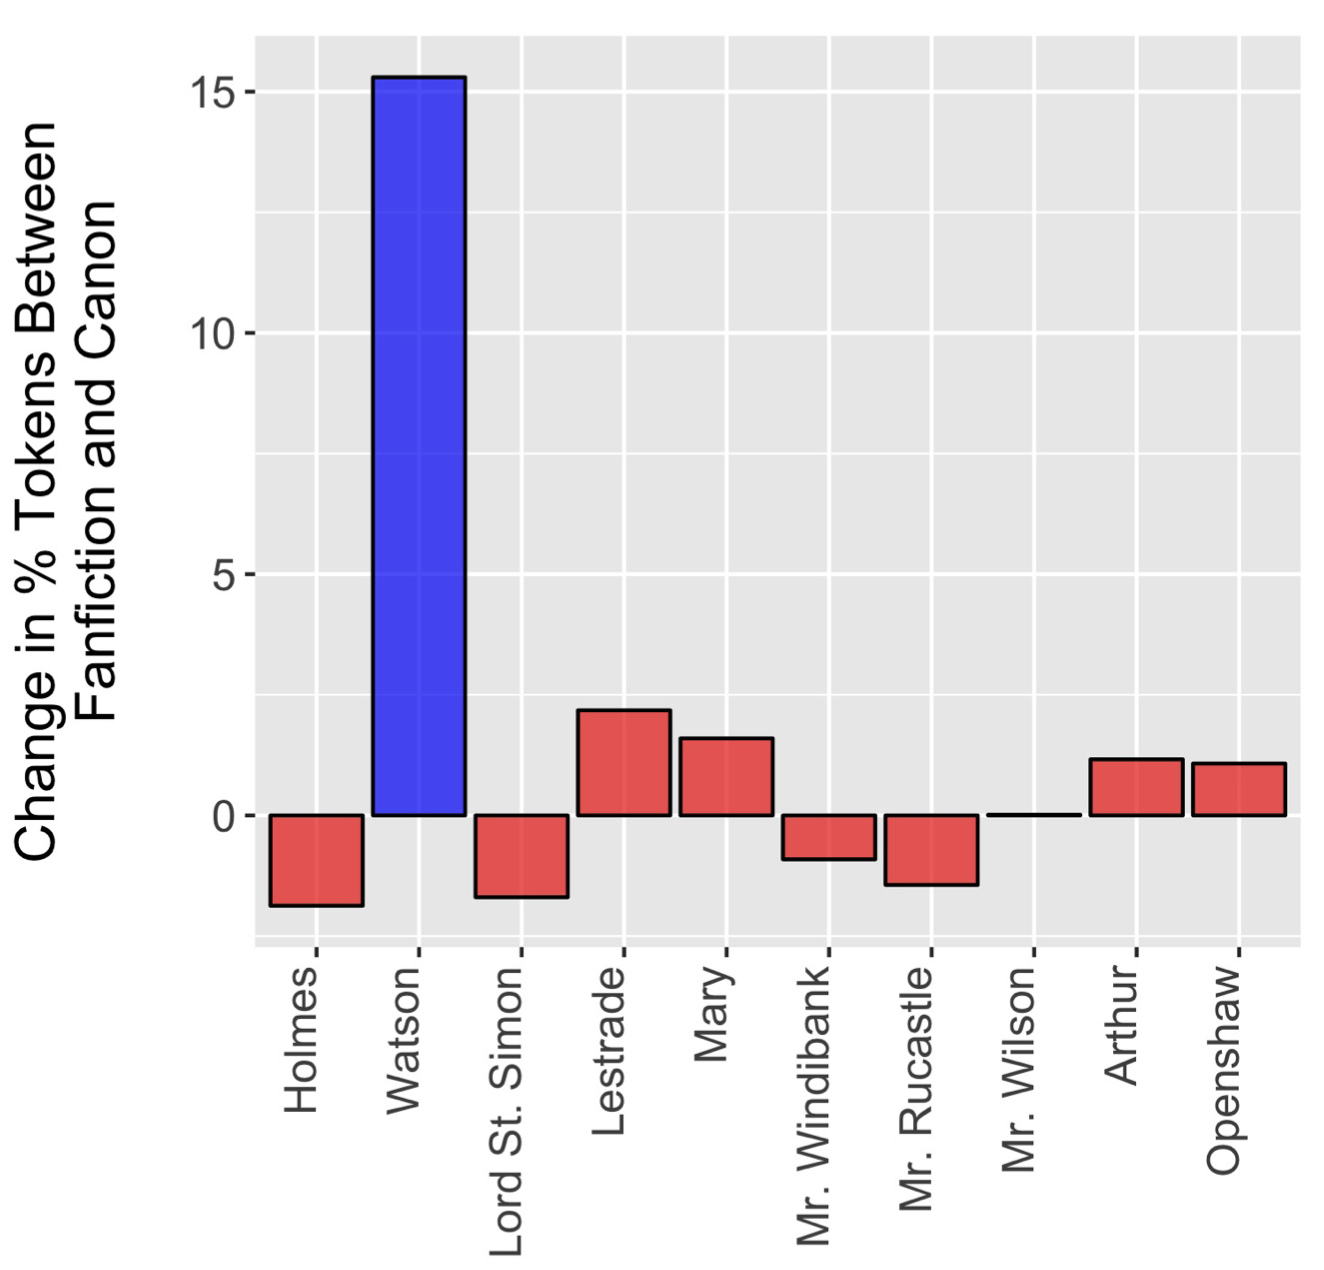 Change in % Tokens Between
Fanfiction and Canon
15
10
5
0
Holmes
Watson
Lord St. Simon
Lestrade
Mary
Mr. Windibank
Mr. Rucastle
Mr. Wilson
Arthur
Openshaw